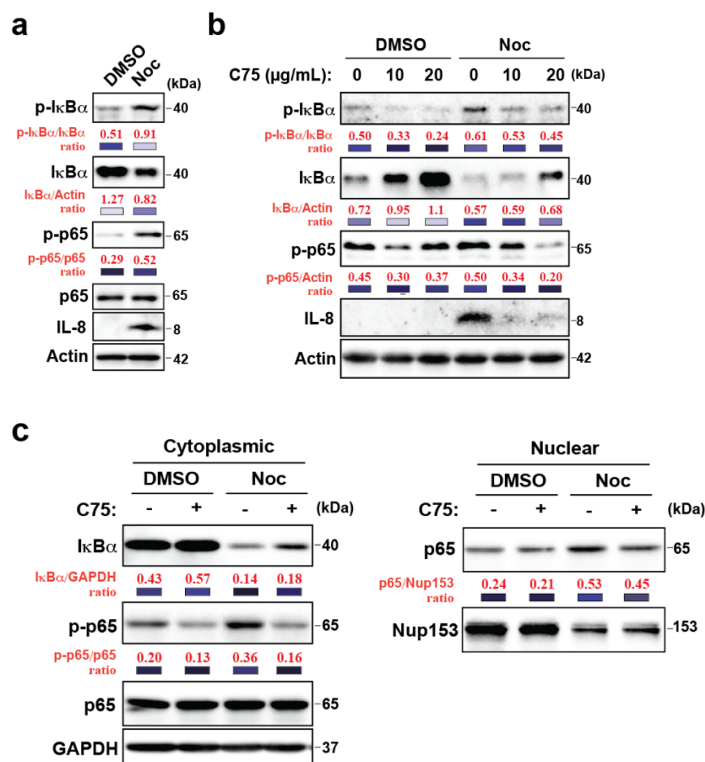 a
DMSO
Noc
(kDa)
p-IκBα
40
p-IκBα/IκBα
ratio
0.51 0.91
IκBα
40
IκBα/Actin
ratio
1.27 0.82
p-p65
65
p-p65/p65
ratio
0.29 0.52
p65
65
IL-8
8
Actin
42
b
DMSO Noc
C75 (µg/mL): 0 10 20 0 10 20 (kDa)
p-IκBα
40
p-IκBα/IκBα
ratio
0.50 0.33 0.24 0.61 0.53 0.45
IκBα
40
IκBα/Actin
ratio
0.72 0.95 1.1 0.57 0.59 0.68
p-p65
65
p-p65/Actin
ratio
0.45 0.30 0.37 0.50 0.34 0.20
IL-8
8
Actin
42
c
Cytoplasmic
DMSO Noc
C75: - + - + (kDa)
IκBα
40
IκBα/GAPDH
ratio
0.43 0.57 0.14 0.18
p-p65
65
p-p65/p65
ratio
0.20 0.13 0.36 0.16
p65
65
GAPDH
37
Nuclear
DMSO Noc
C75: - + - + (kDa)
p65
65
p65/Nup153
ratio
0.24 0.21 0.53 0.45
Nup153
153